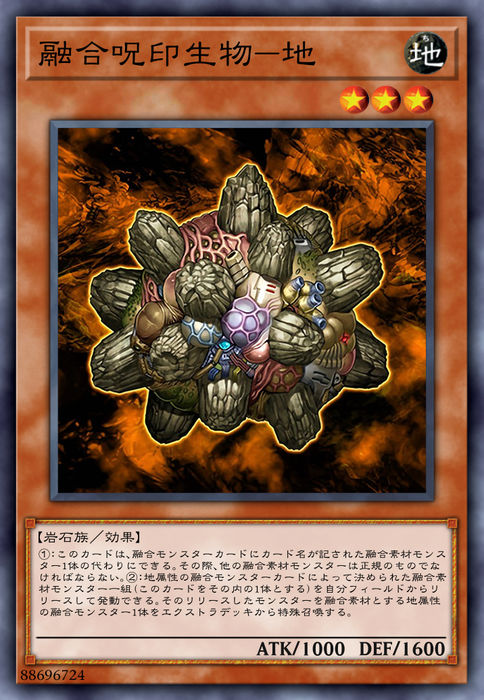 融合呪印生物－地
ち
地
【岩石族／効果】
①：このカードは、融合モンスターカードにカード名が記された融合素材モンス
ター1体の代わりにできる。その際、他の融合素材モンスターは正規のものでな
ければならない。②：地属性の融合モンスターカードによって決められた融合素
材モンスター一組（このカードをその内の1体とする）を自分フィールドからリ
リースして発動できる。そのリリースしたモンスターを融合素材とする地属性
の融合モンスター1体をエクストラデッキから特殊召喚する。
ATK/1000 DEF/1600
88696724